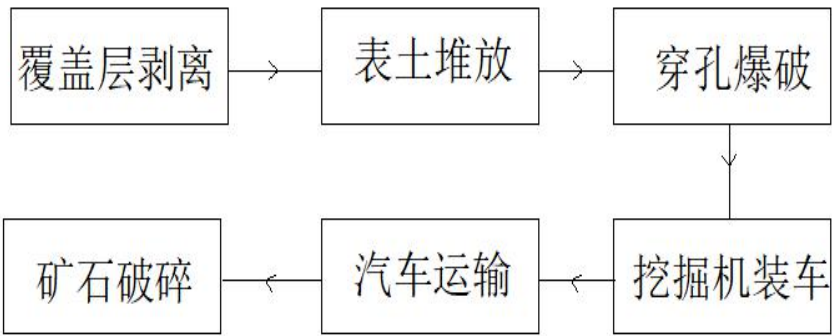 覆盖层剥离
表土堆放
穿孔爆破
挖掘机装车
汽车运输
矿石破碎